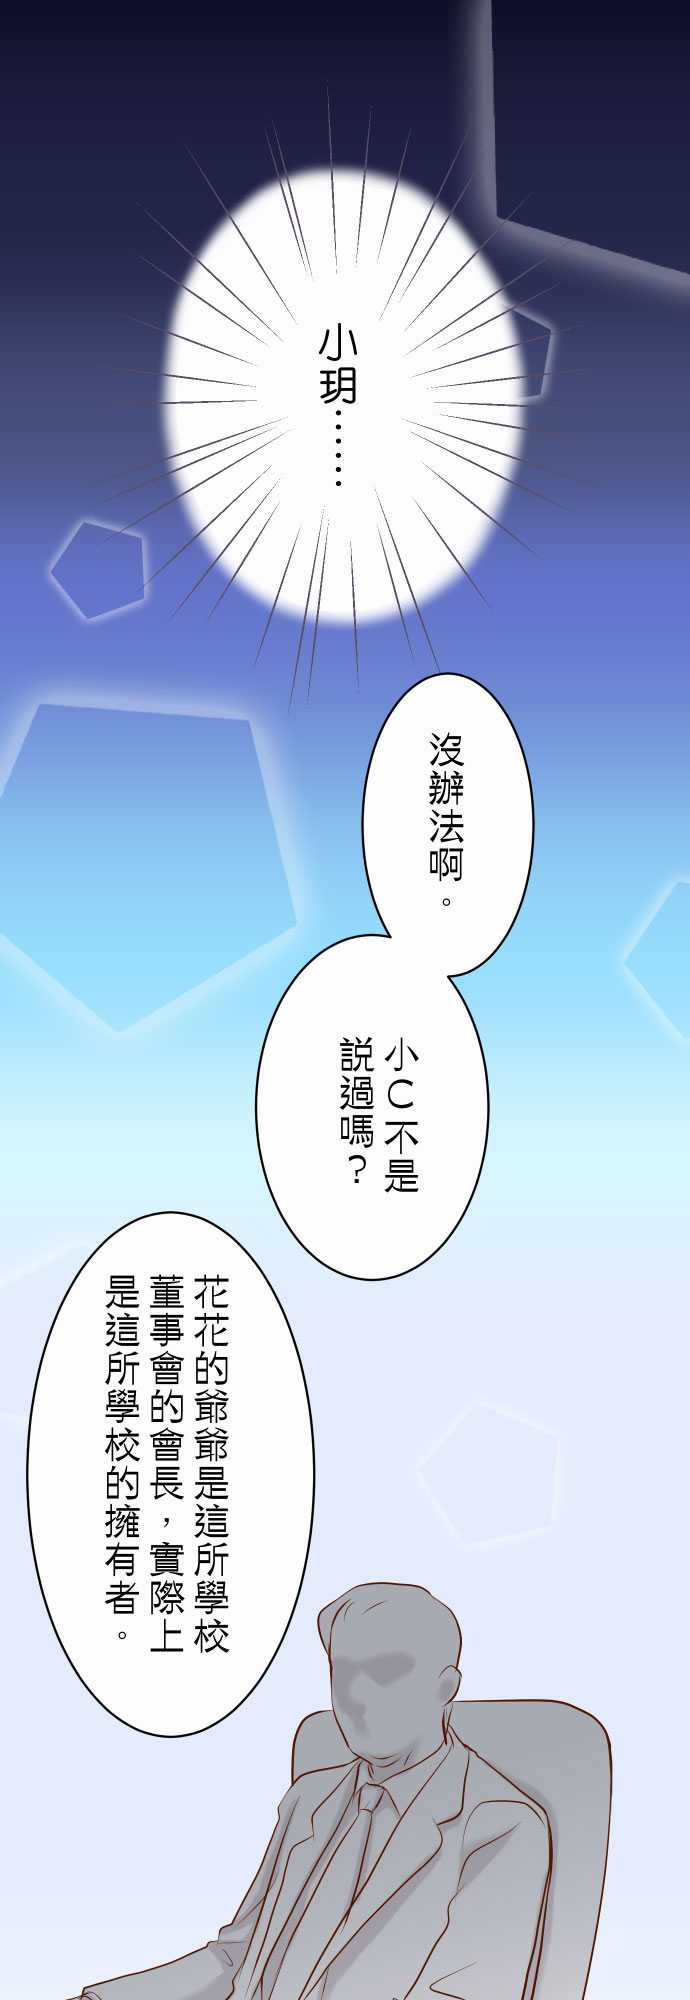 小玥……
沒辦法啊。
小C不是
說過嗎？
花花的爺爺是這所學校
董事會的會長，實際上
是這所學校的擁有者。